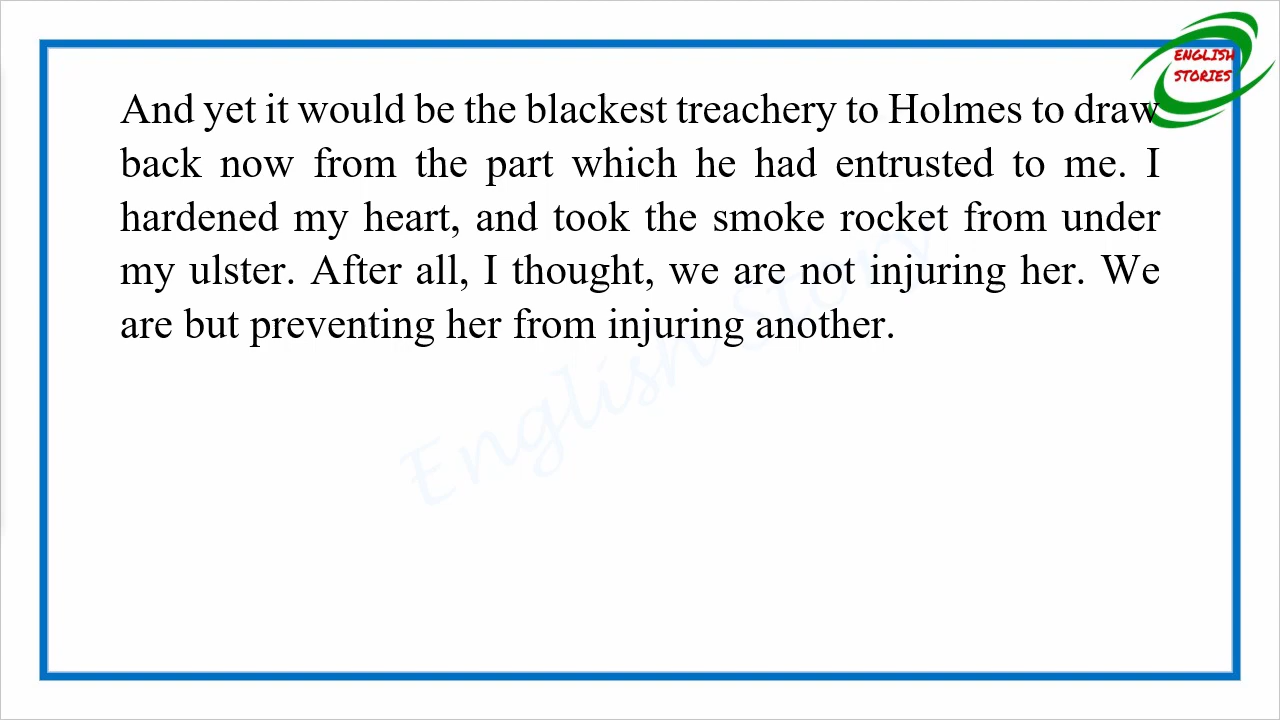 ENGLISH
STORIES
And yet it would be the blackest treachery to Holmes to draw
back now from the part which he had entrusted to me. I
hardened my heart, and took the smoke rocket from under
my ulster. After all, I thought, we are not injuring her. We
are but preventing her from injuring another.
English Story